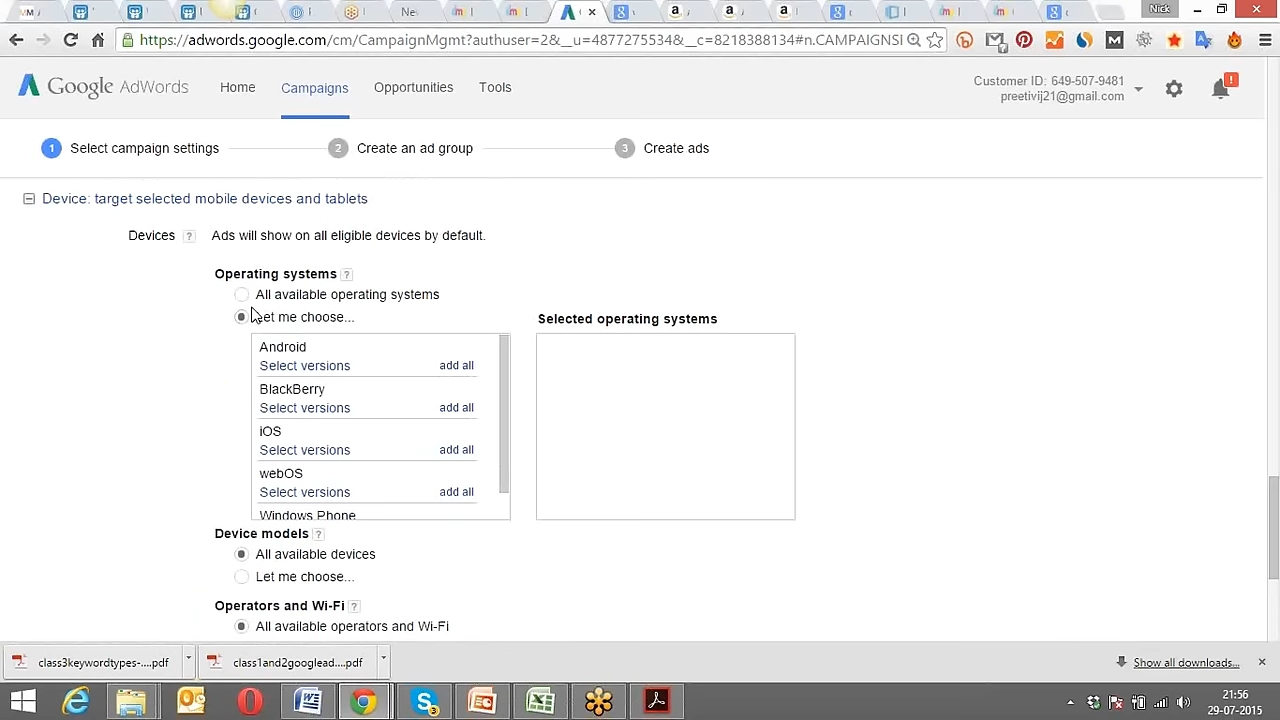 Nick
https://adwords.google.com/cm/CampaignMgmt?authuser=2&__u=4877275534&__c=8218388134#n.CAMPAIGNSI
Google AdWords
Home Campaigns Opportunities Tools
Customer ID: 649-507-9481
preetivij21@gmail.com
1 Select campaign settings 2 Create an ad group 3 Create ads
Device: target selected mobile devices and tablets
Devices ? Ads will show on all eligible devices by default.
Operating systems ?
All available operating systems
Let me choose...
Selected operating systems
Android
Select versions add all
BlackBerry
Select versions add all
iOS
Select versions add all
webOS
Select versions add all
Windows Phone
Device models ?
All available devices
Let me choose...
Operators and Wi-Fi ?
All available operators and Wi-Fi
class3keywordtypes-....pdf class1and2googlead....pdf Show all downloads...
21:56
29-07-2015